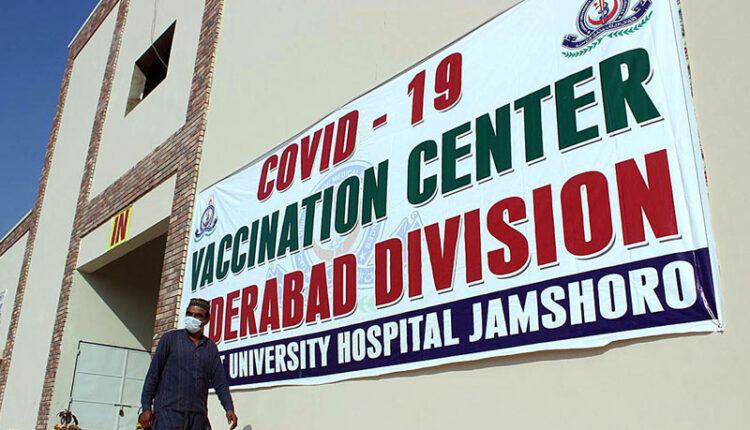 COVID - 19
VACCINATION CENTER
DERABAD DIVISION
UNIVERSITY HOSPITAL JAMSHORO
IN